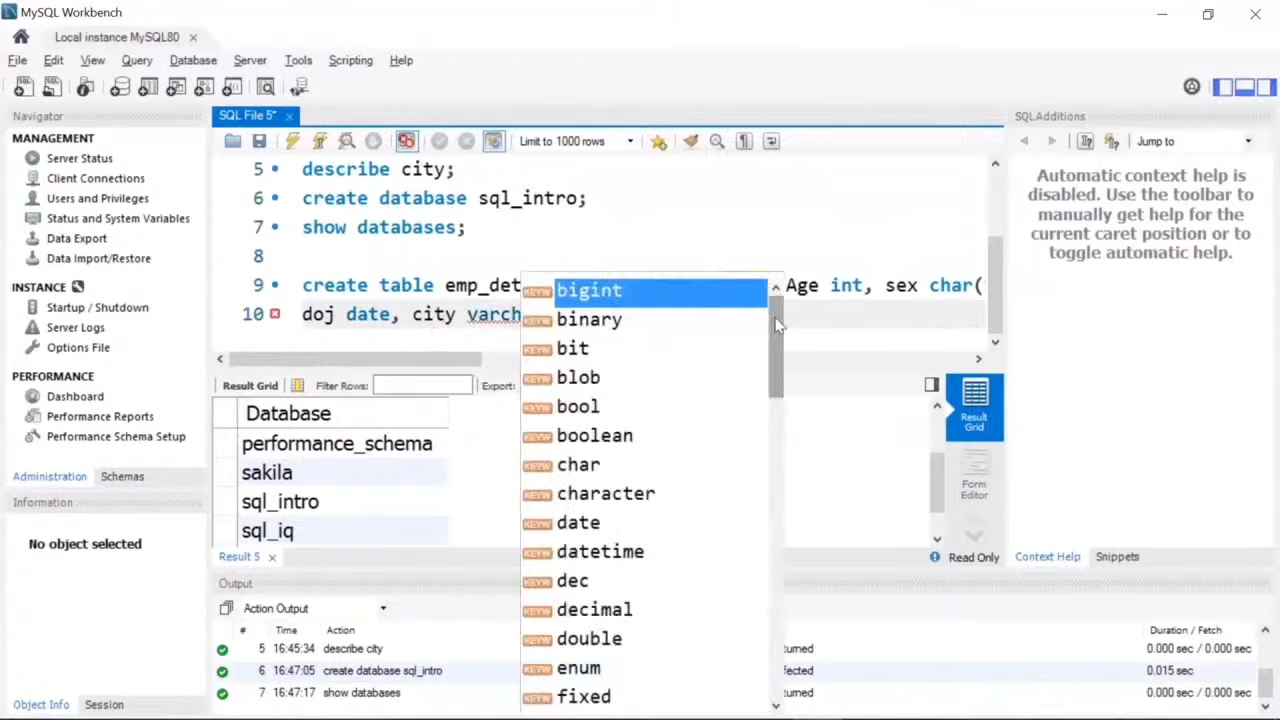 MySQL Workbench
Local instance MySQL80
File Edit View Query Database Server Tools Scripting Help
Navigator
MANAGEMENT
Server Status
Client Connections
Users and Privileges
Status and System Variables
Data Export
Data Import/Restore
INSTANCE
Startup / Shutdown
Server Logs
Options File
PERFORMANCE
Dashboard
Performance Reports
Performance Schema Setup
Administration Schemas
Information
No object selected
Object Info Session
SQL File 5*
Limit to 1000 rows
5 describe city;
6 create database sql_intro;
7 show databases;
8
9 create table emp_det Age int, sex char(
10 doj date, city varch
bigint
binary
bit
blob
bool
boolean
char
character
date
datetime
dec
decimal
double
enum
fixed
Result Grid Filter Rows: Export:
Database
performance_schema
sakila
sql_intro
sql_iq
Result Grid
Form Editor
Result 5
Read Only
Output
Action Output
# Time Action Duration / Fetch
5 16:45:34 describe city turned 0.000 sec / 0.000 sec
6 16:47:05 create database sql_intro fected 0.015 sec
7 16:47:17 show databases turned 0.000 sec / 0.000 sec
SQLAdditions
Jump to
Automatic context help is
disabled. Use the toolbar to
manually get help for the
current caret position or to
toggle automatic help.
Context Help Snippets